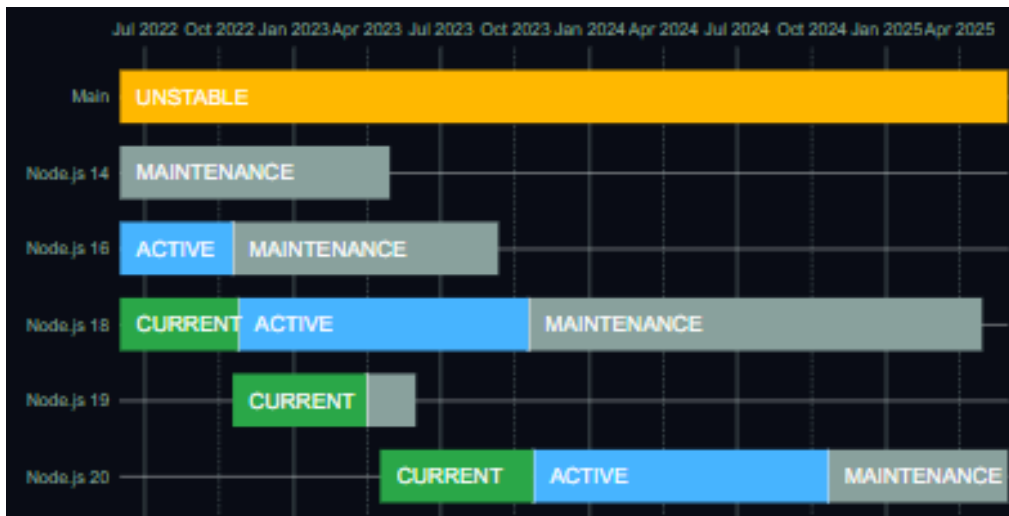 Jul 2022 Oct 2022 Jan 2023 Apr 2023 Jul 2023 Oct 2023 Jan 2024 Apr 2024 Jul 2024 Oct 2024 Jan 2025 Apr 2025
Main UNSTABLE
Node.js 14 MAINTENANCE
Node.js 16 ACTIVE MAINTENANCE
Node.js 18 CURRENT ACTIVE MAINTENANCE
Node.js 19 CURRENT
Node.js 20 CURRENT ACTIVE MAINTENANCE